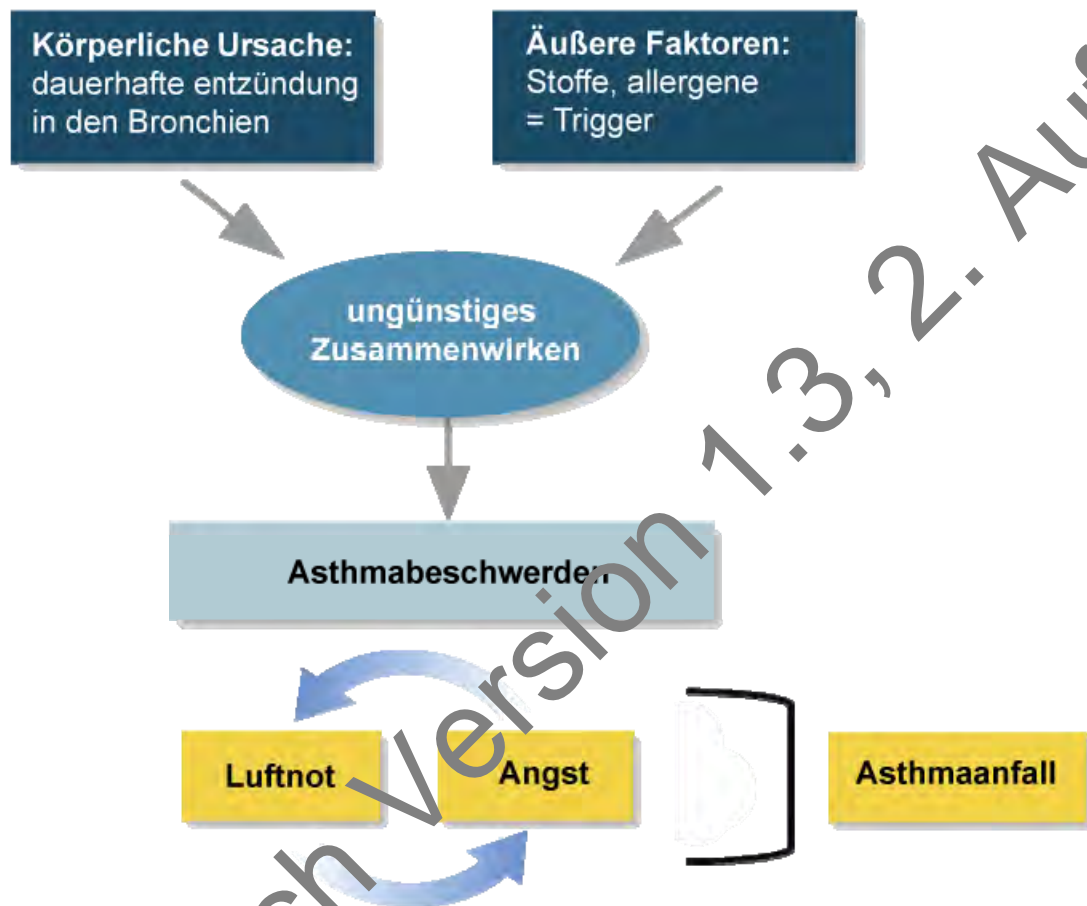 Körperliche Ursache:
dauerhafte entzündung
in den Bronchien
Äußere Faktoren:
Stoffe, allergene
= Trigger
ungünstiges
Zusammenwirken
Asthmabeschwerden
Luftnot
Angst
Asthmaanfall
Version 1.3, 2.